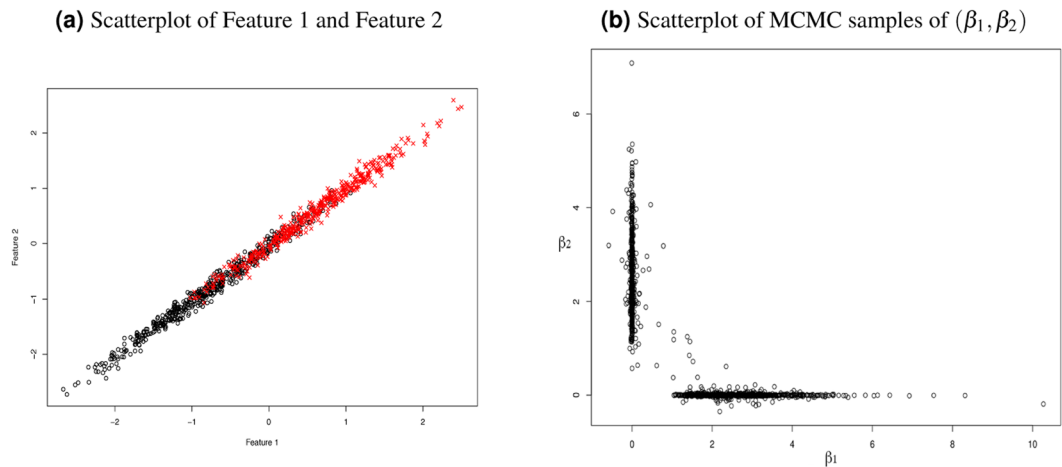 (a) Scatterplot of Feature 1 and Feature 2
2
1
0
−1
−2
Feature 2
−2 −1 0 1 2
Feature 1
(b) Scatterplot of MCMC samples of (β₁, β₂)
6
4
β₂
2
0
0 2 4 6 8 10
β₁